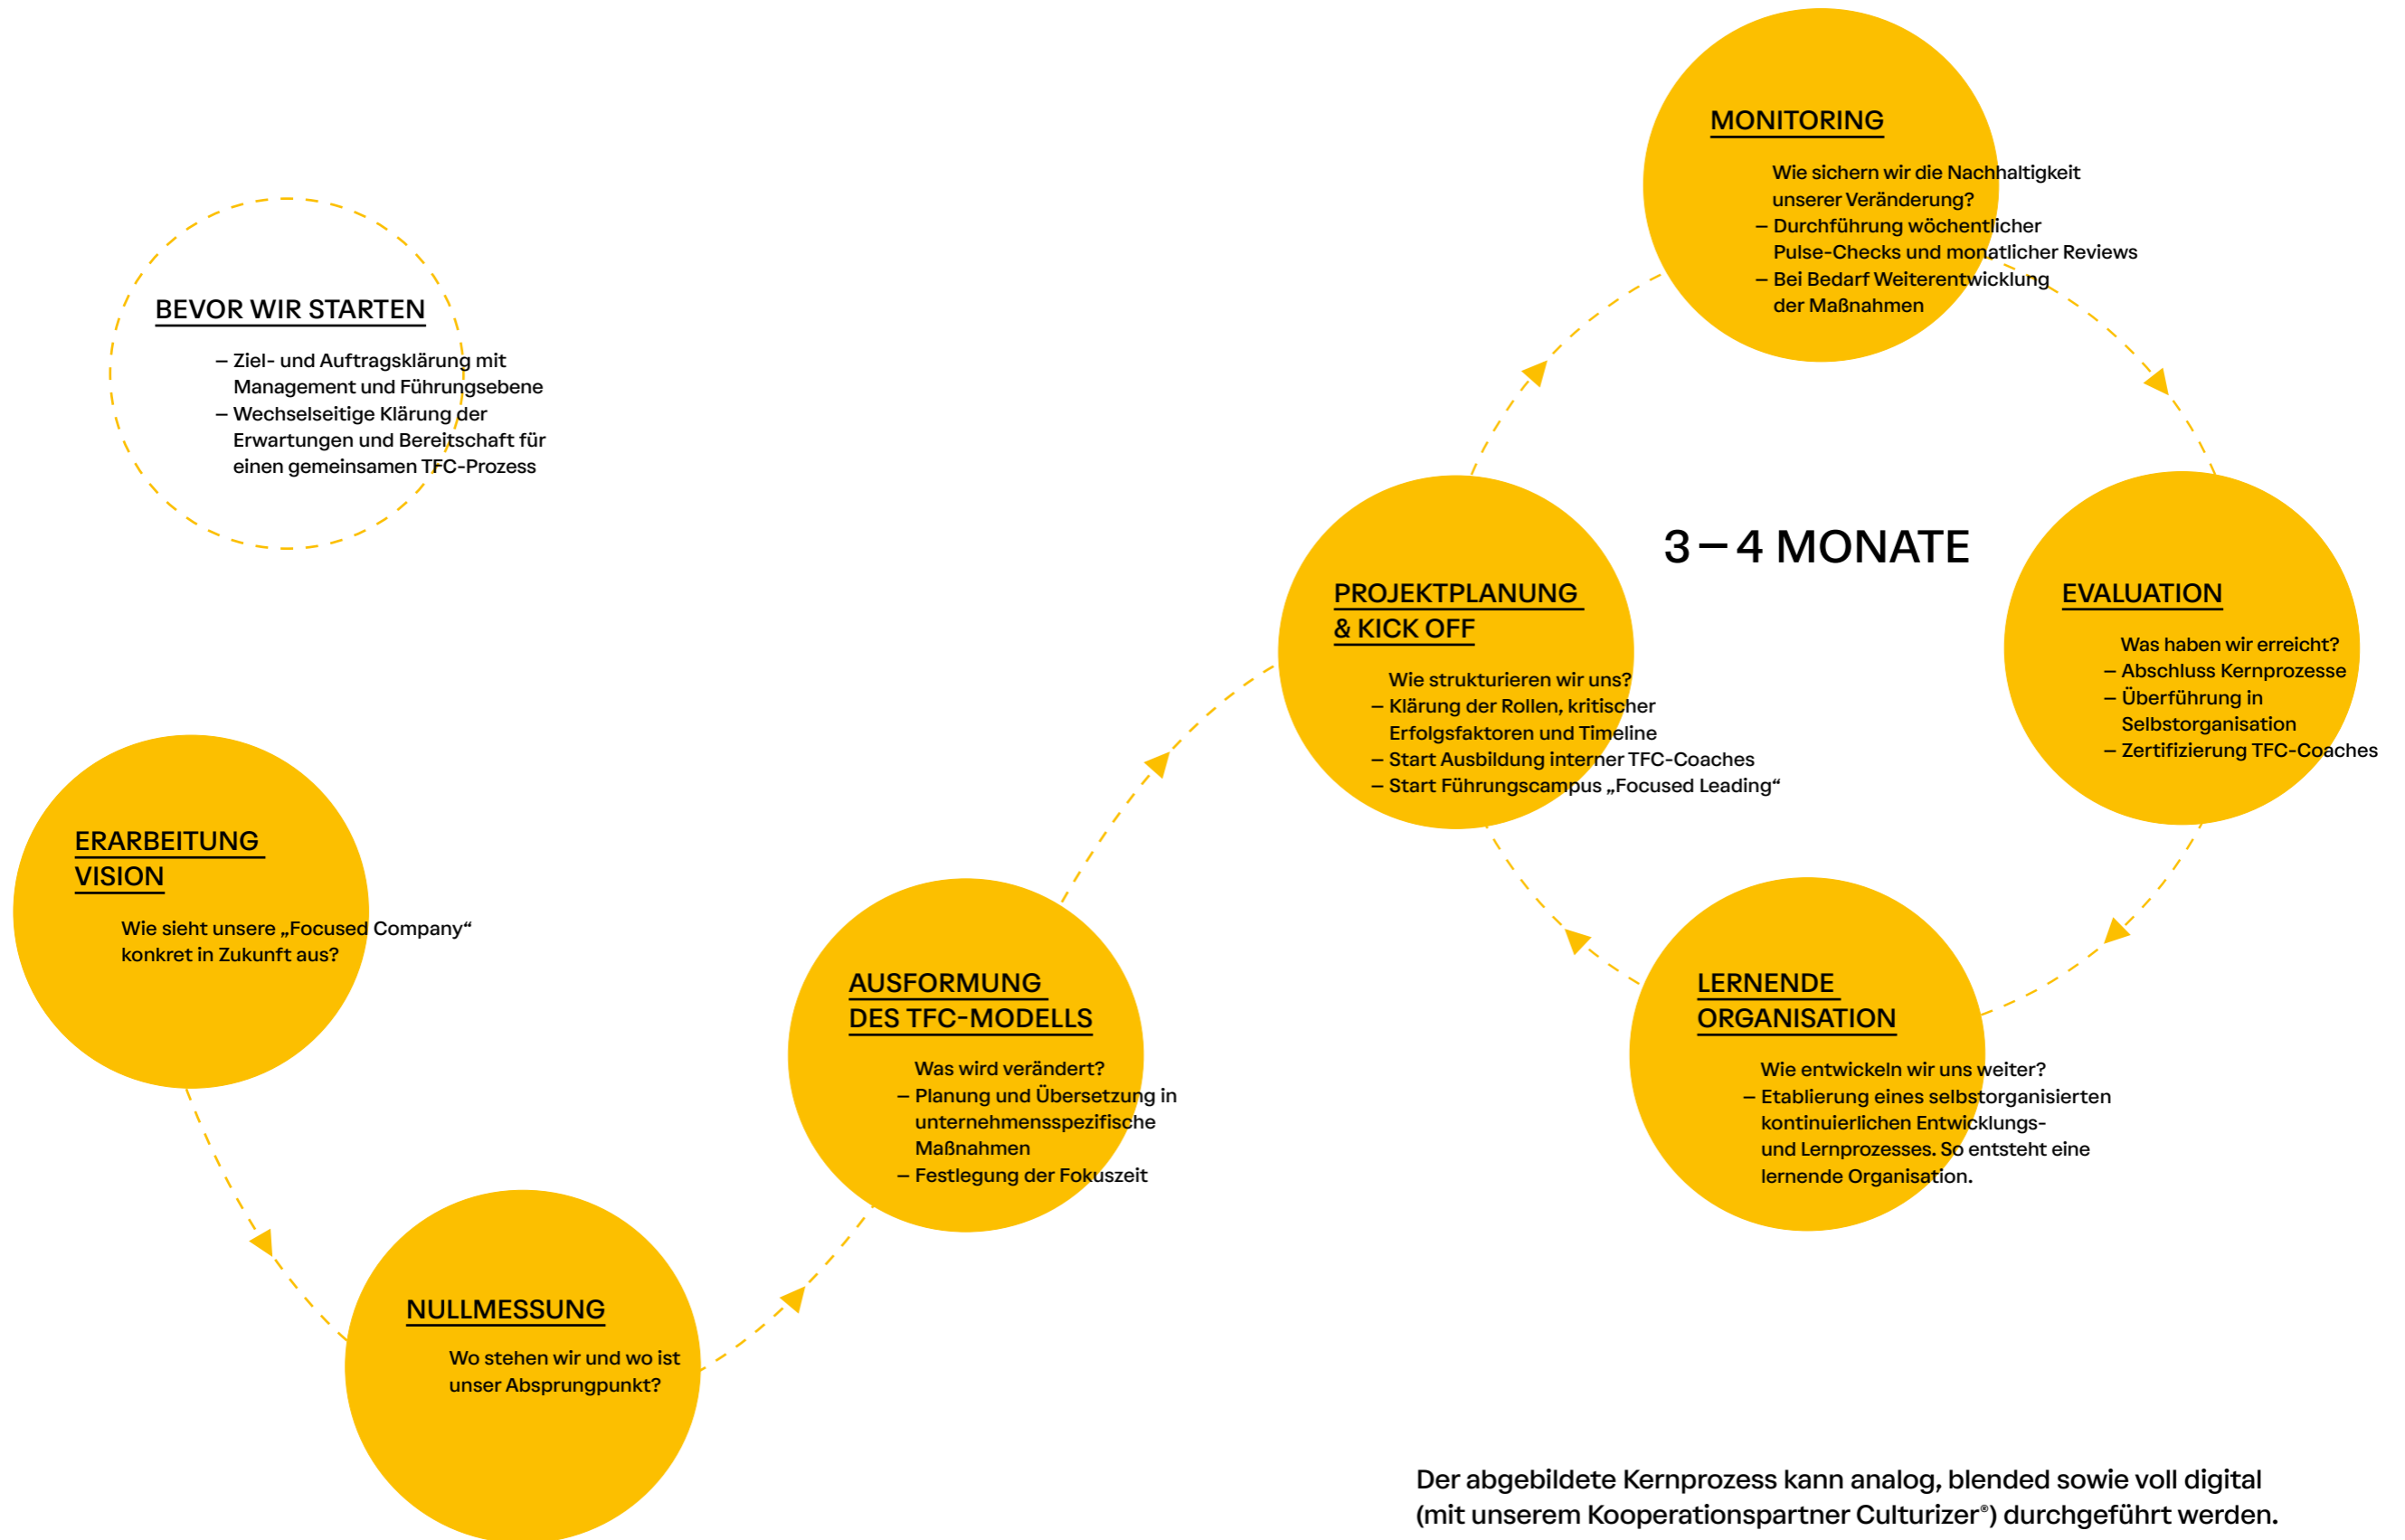 BEVOR WIR STARTEN
– Ziel- und Auftragsklärung mit
Management und Führungsebene
– Wechselseitige Klärung der
Erwartungen und Bereitschaft für
einen gemeinsamen TFC-Prozess
ERARBEITUNG
VISION
Wie sieht unsere „Focused Company“
konkret in Zukunft aus?
NULLMESSUNG
Wo stehen wir und wo ist
unser Absprungpunkt?
AUSFORMUNG
DES TFC-MODELLS
Was wird verändert?
– Planung und Übersetzung in
unternehmensspezifische
Maßnahmen
– Festlegung der Fokuszeit
PROJEKTPLANUNG
& KICK OFF
Wie strukturieren wir uns?
– Klärung der Rollen, kritischer
Erfolgsfaktoren und Timeline
– Start Ausbildung interner TFC-Coaches
– Start Führungscampus „Focused Leading“
MONITORING
Wie sichern wir die Nachhaltigkeit
unserer Veränderung?
– Durchführung wöchentlicher
Pulse-Checks und monatlicher Reviews
– Bei Bedarf Weiterentwicklung
der Maßnahmen
3 – 4 MONATE
EVALUATION
Was haben wir erreicht?
– Abschluss Kernprozesse
– Überführung in
Selbstorganisation
– Zertifizierung TFC-Coaches
LERNENDE
ORGANISATION
Wie entwickeln wir uns weiter?
– Etablierung eines selbstorganisierten
kontinuierlichen Entwicklungs-
und Lernprozesses. So entsteht eine
lernende Organisation.
Der abgebildete Kernprozess kann analog, blended sowie voll digital
(mit unserem Kooperationspartner Culturizer®) durchgeführt werden.